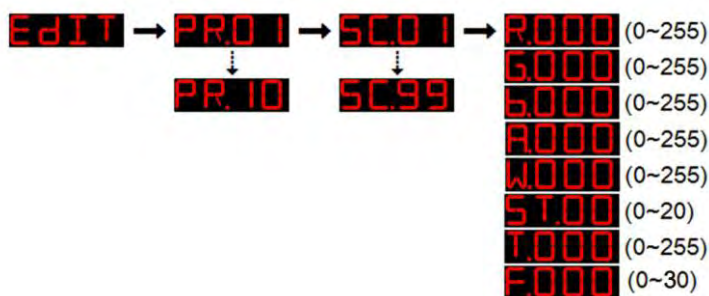 EdIT PR.01 SC.01 R.000 (0~255)
G.000 (0~255)
PR.10 SC.99 b.000 (0~255)
A.000 (0~255)
W.000 (0~255)
ST.00 (0~20)
T.000 (0~255)
F.000 (0~30)